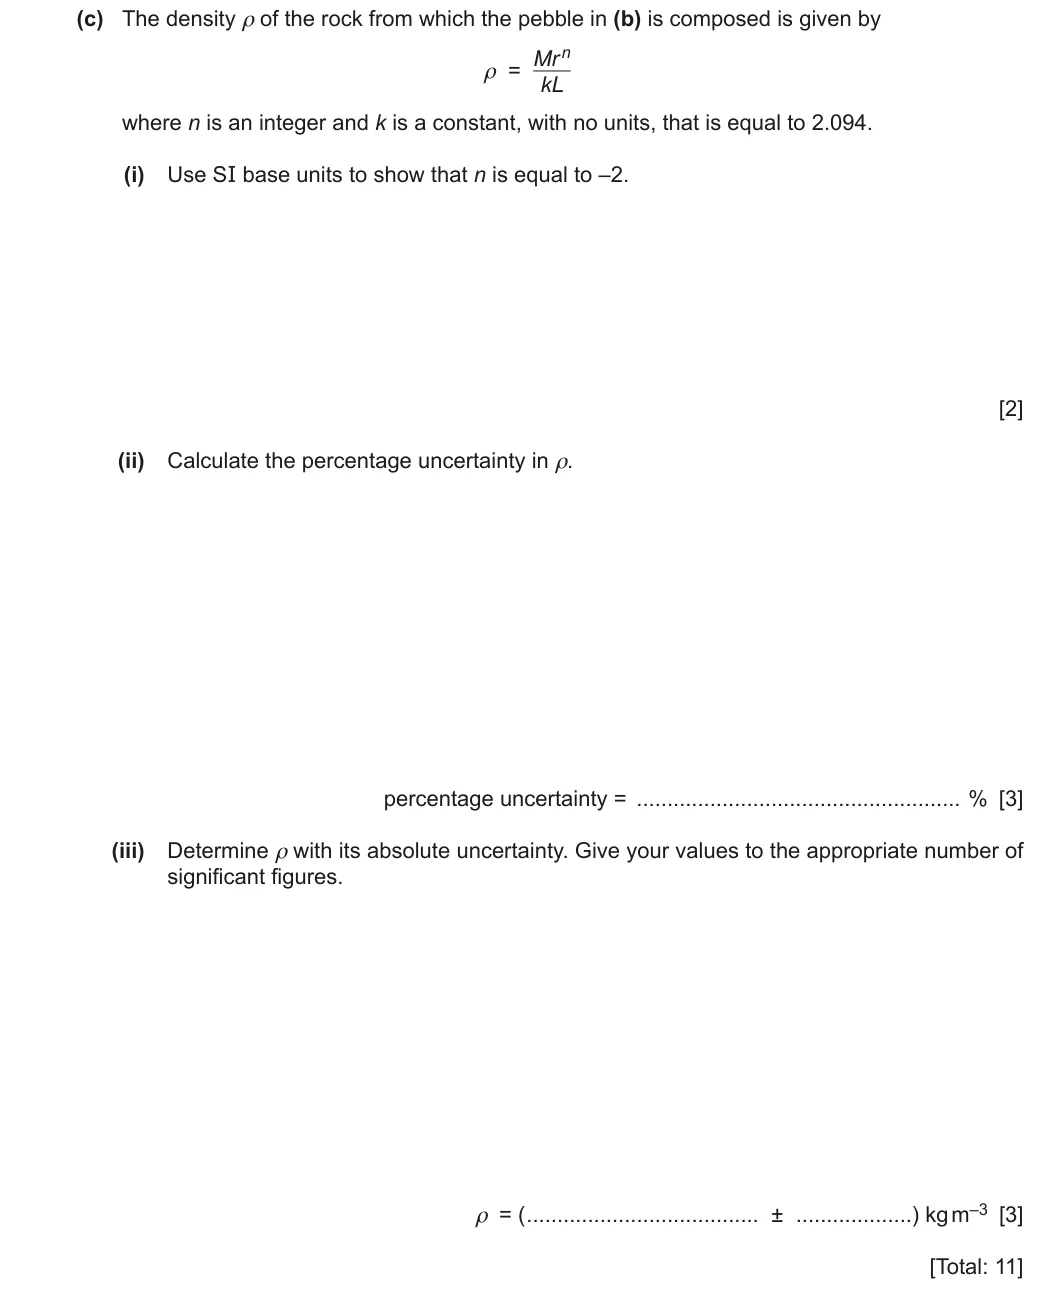 (c) The density ρ of the rock from which the pebble in (b) is composed is given by
ρ = Mrⁿ / kL
where n is an integer and k is a constant, with no units, that is equal to 2.094.
(i) Use SI base units to show that n is equal to –2.
[2]
(ii) Calculate the percentage uncertainty in ρ.
percentage uncertainty = ..................................................... % [3]
(iii) Determine ρ with its absolute uncertainty. Give your values to the appropriate number of
significant figures.
ρ = (...................................... ± ...................) kg m⁻³ [3]
[Total: 11]